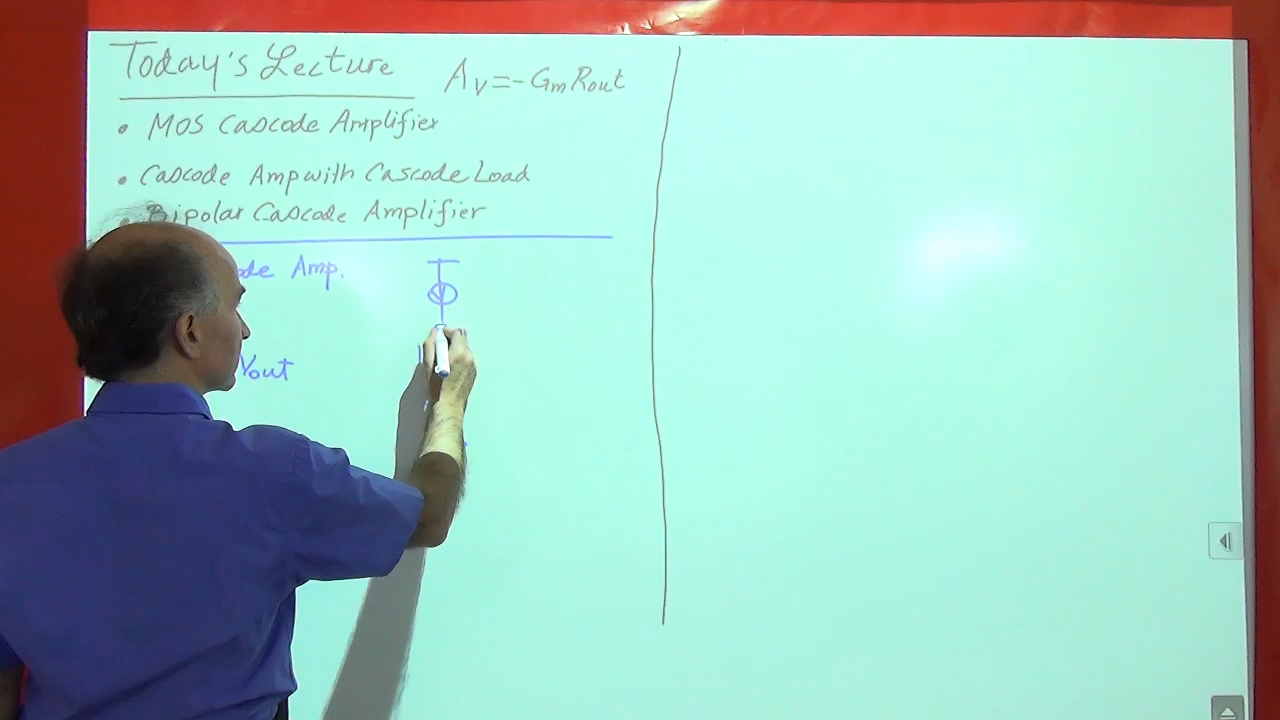 Today's Lecture
Av = - GmRout
• MOS Cascode Amplifier
• Cascode Amp with Cascode Load
• Bipolar Cascode Amplifier
Amp.
Vout